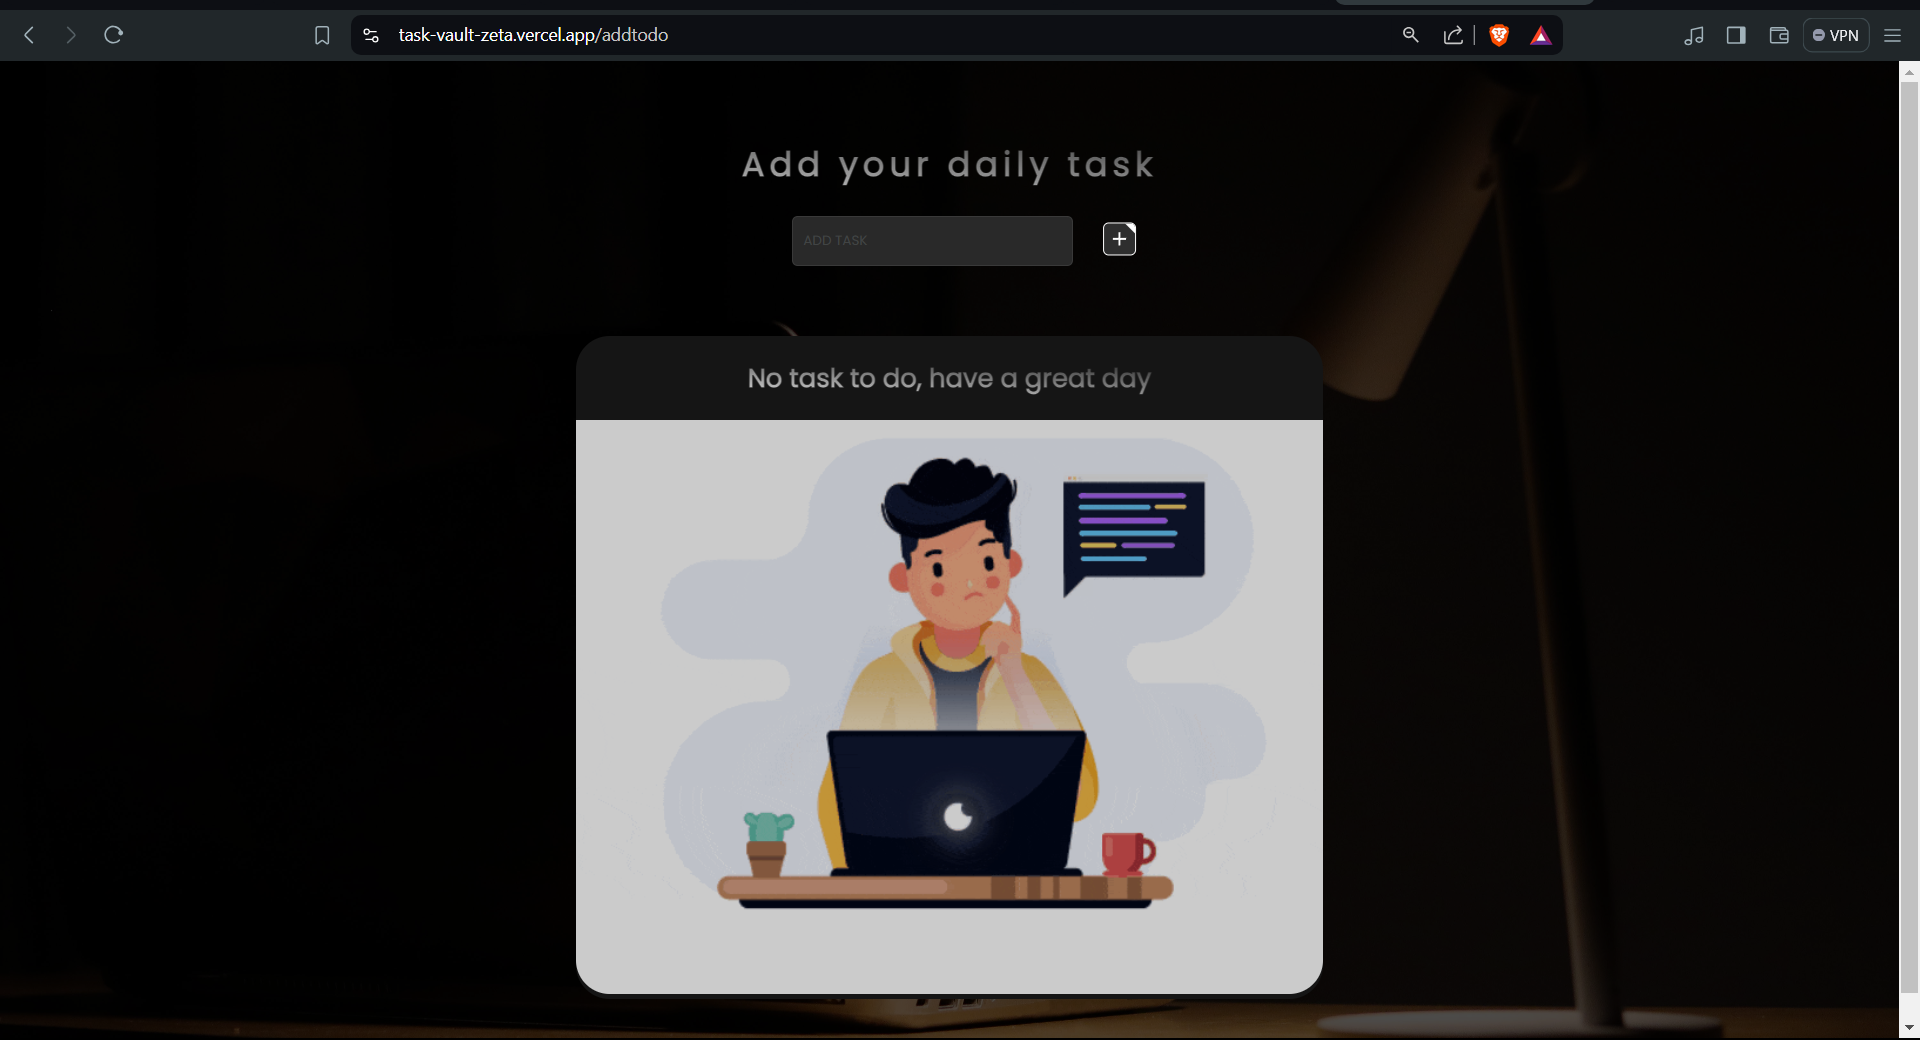 task-vault-zeta.vercel.app/addtodo
VPN
Add your daily task
ADD TASK
No task to do, have a great day